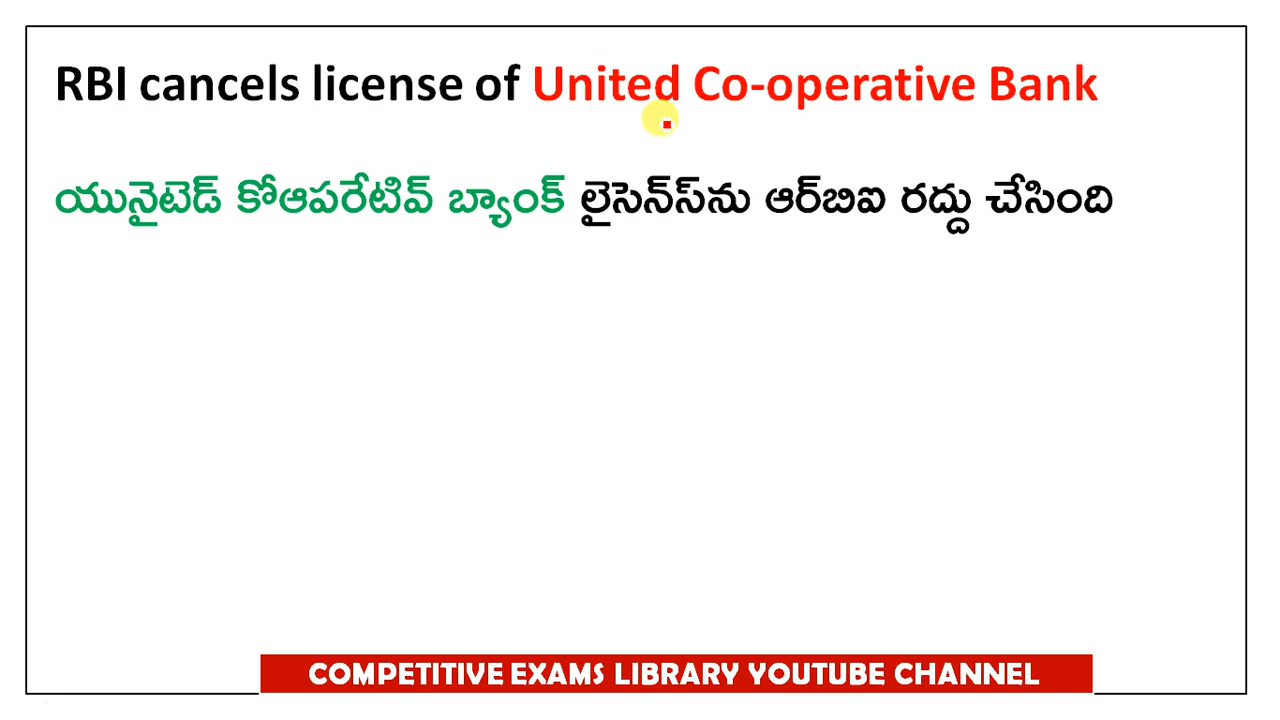 RBI cancels license of United Co-operative Bank
యునైటెడ్ కోఆపరేటివ్ బ్యాంక్ లైసెన్స్‌ను ఆర్‌బిఐ రద్దు చేసింది
COMPETITIVE EXAMS LIBRARY YOUTUBE CHANNEL